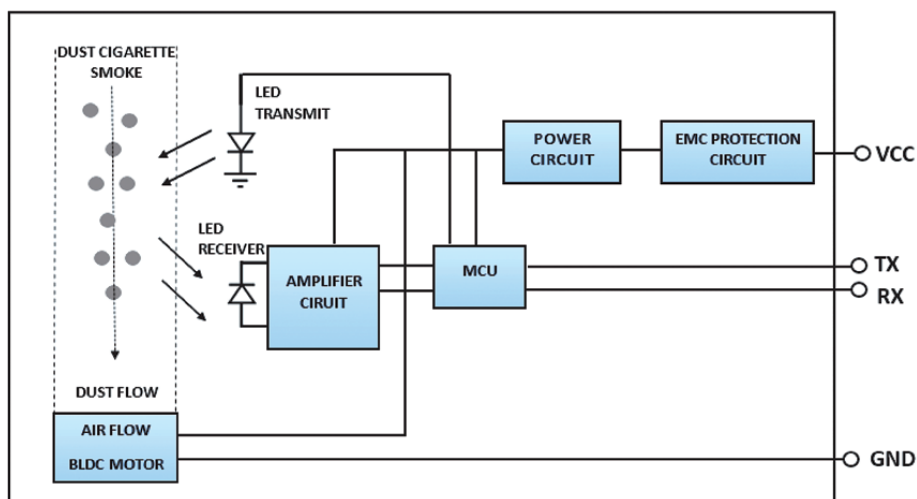 DUST CIGARETTE
SMOKE
LED
TRANSMIT
POWER
CIRCUIT
EMC PROTECTION
CIRCUIT
VCC
LED
RECEIVER
AMPLIFIER
CIRUIT
MCU
TX
RX
DUST FLOW
AIR FLOW
BLDC MOTOR
GND